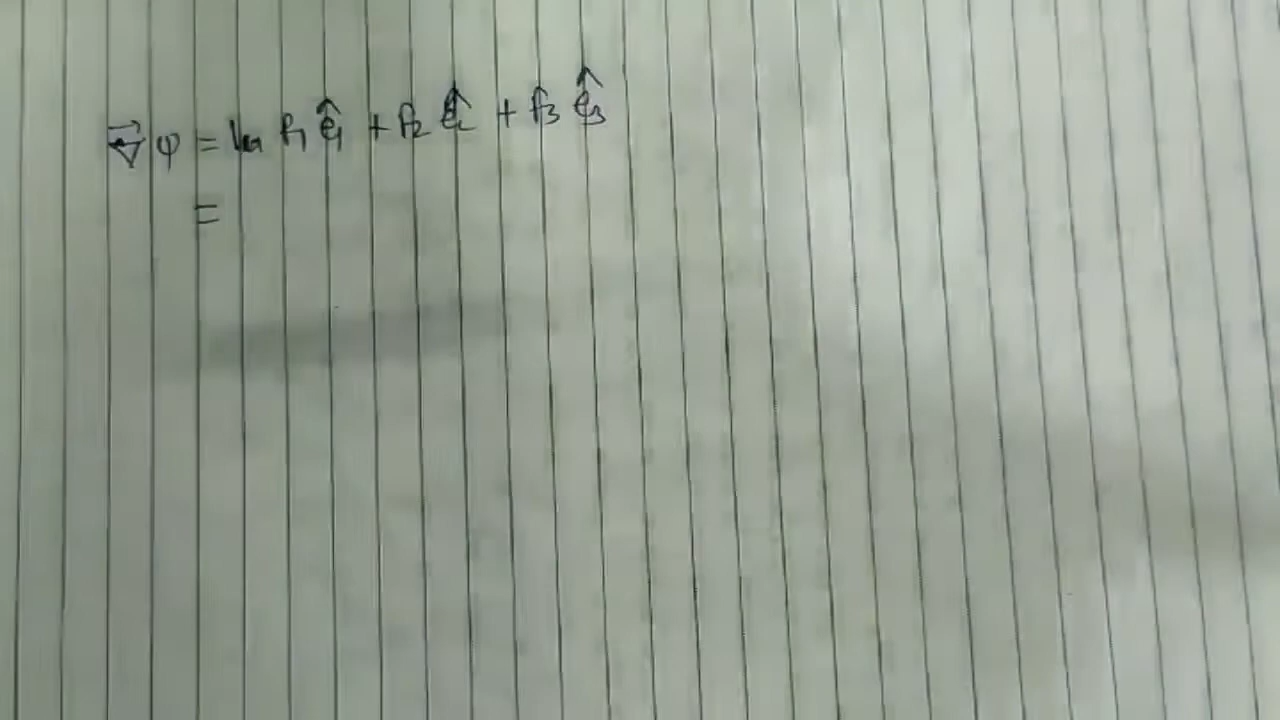 ∇⃗ φ = f₁ ê₁ + f₂ ê₂ + f₃ ê₃
=